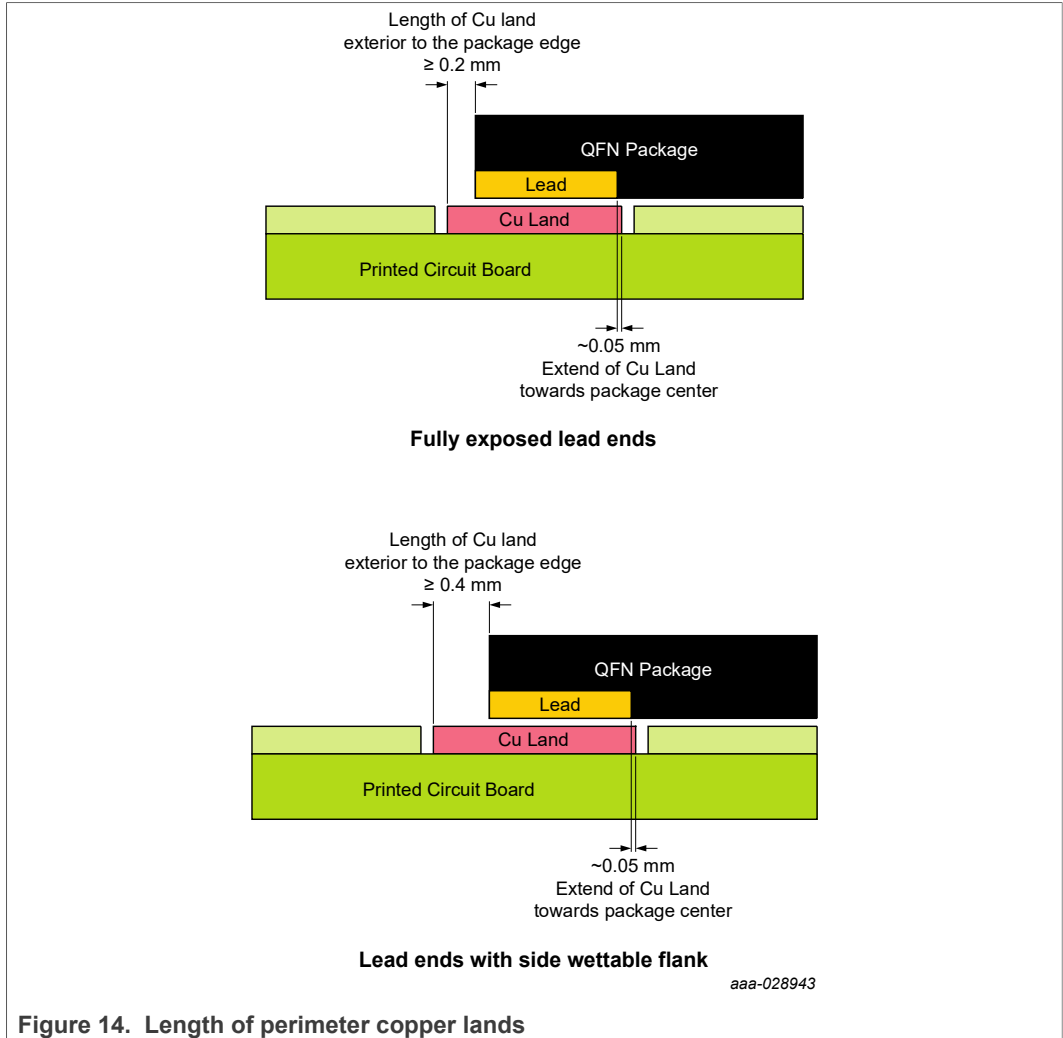 Length of Cu land
exterior to the package edge
≥ 0.2 mm
QFN Package
Lead
Cu Land
Printed Circuit Board
~0.05 mm
Extend of Cu Land
towards package center
Fully exposed lead ends
Length of Cu land
exterior to the package edge
≥ 0.4 mm
QFN Package
Lead
Cu Land
Printed Circuit Board
~0.05 mm
Extend of Cu Land
towards package center
Lead ends with side wettable flank
aaa-028943
Figure 14. Length of perimeter copper lands